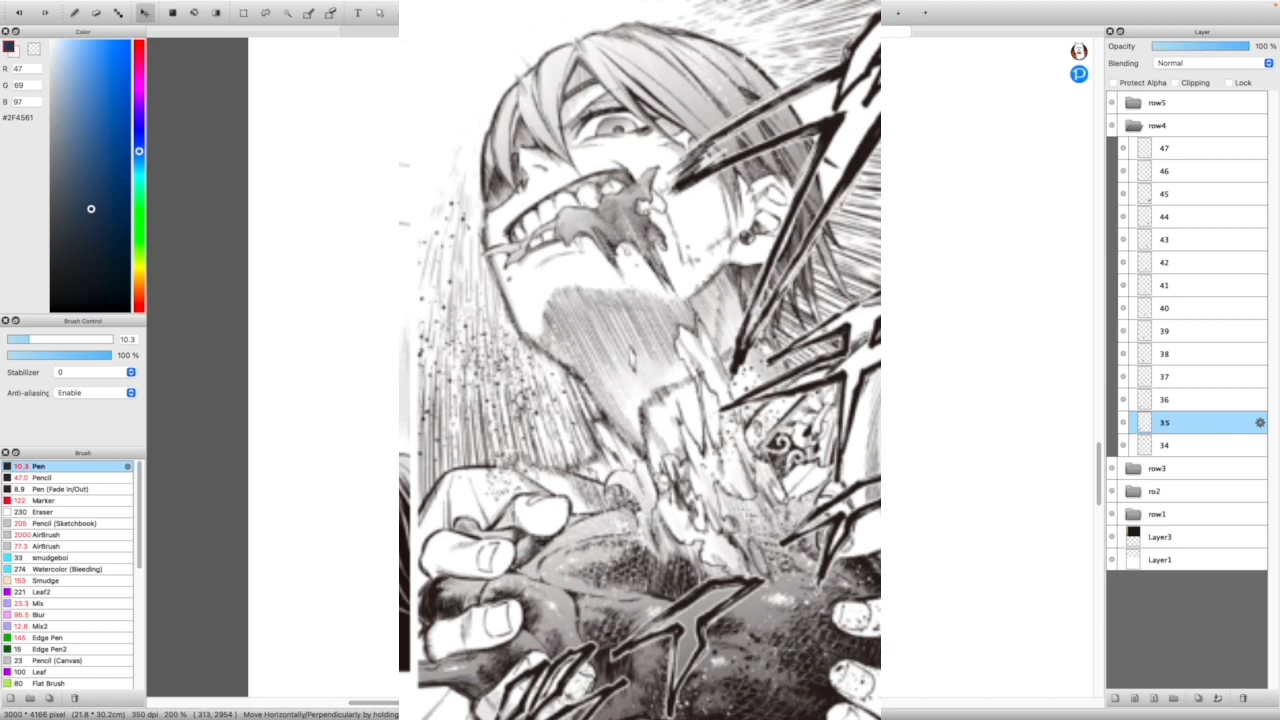 Color
R 47
G 69
B 97
#2F4561
Brush Control
10.3
100 %
Stabilizer 0
Anti-aliasing Enable
Brush
10.3 Pen
47.0 Pencil
8.9 Pen (Fade In/Out)
122 Marker
230 Eraser
205 Pencil (Sketchbook)
2000 AirBrush
77.3 AirBrush
33 smudgeboi
274 Watercolor (Bleeding)
153 Smudge
221 Leaf2
23.3 Mix
95.5 Blur
12.8 Mix2
145 Edge Pen
15 Edge Pen2
23 Pencil (Canvas)
100 Leaf
80 Flat Brush
3000 * 4166 pixel (21.8 * 30.2cm) 350 dpi 200 % ( 313, 2954 ) Move Horizontally/Perpendicularly by holding
T
Layer
Opacity 100 %
Blending Normal
Protect Alpha Clipping Lock
row5
row4
47
46
45
44
43
42
41
40
39
38
37
36
35
34
row3
ro2
row1
Layer3
Layer1